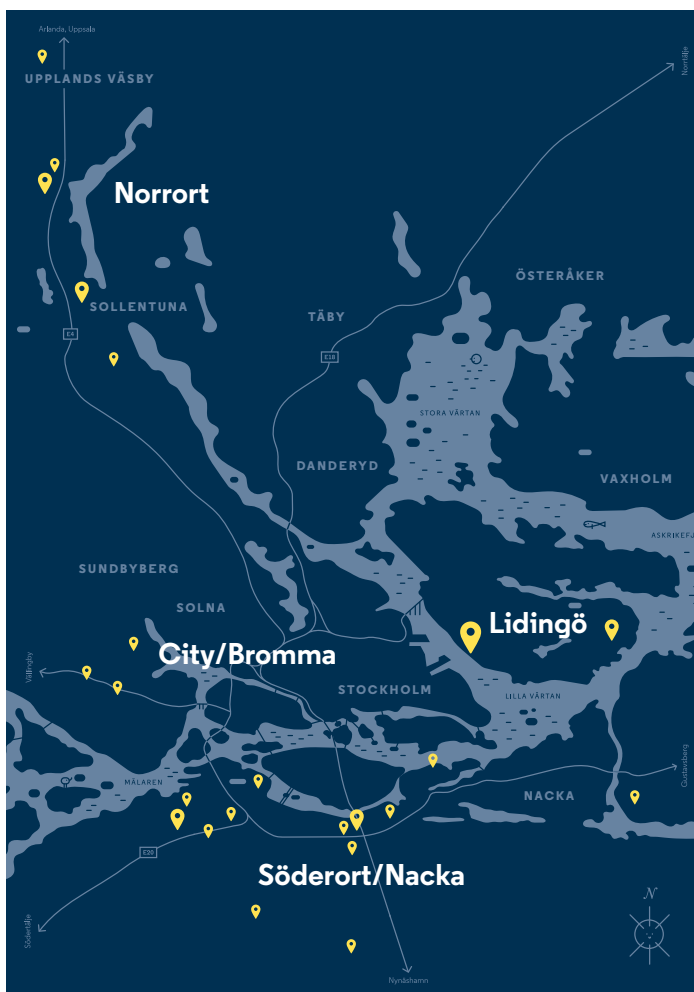 Arlanda, Uppsala
Norrtälje
UPPLANDS VÄSBY
Norrort
ÖSTERÅKER
SOLLENTUNA
TÄBY
E4
E18
STORA VÄRTAN
DANDERYD
VAXHOLM
ASKRIKEFJ
SUNDBYBERG
SOLNA
Lidingö
City/Bromma
Vällingby
STOCKHOLM
LILLA VÄRTAN
Gustavsberg
MÄLAREN
NACKA
E20
Söderort/Nacka
N
Södertälje
Nynäshamn